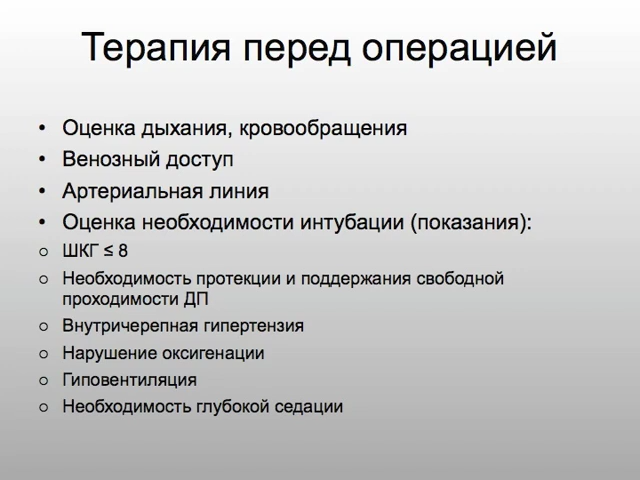 Терапия перед операцией
• Оценка дыхания, кровообращения
• Венозный доступ
• Артериальная линия
• Оценка необходимости интубации (показания):
○ ШКГ ≤ 8
○ Необходимость протекции и поддержания свободной
проходимости ДП
○ Внутричерепная гипертензия
○ Нарушение оксигенации
○ Гиповентиляция
○ Необходимость глубокой седации